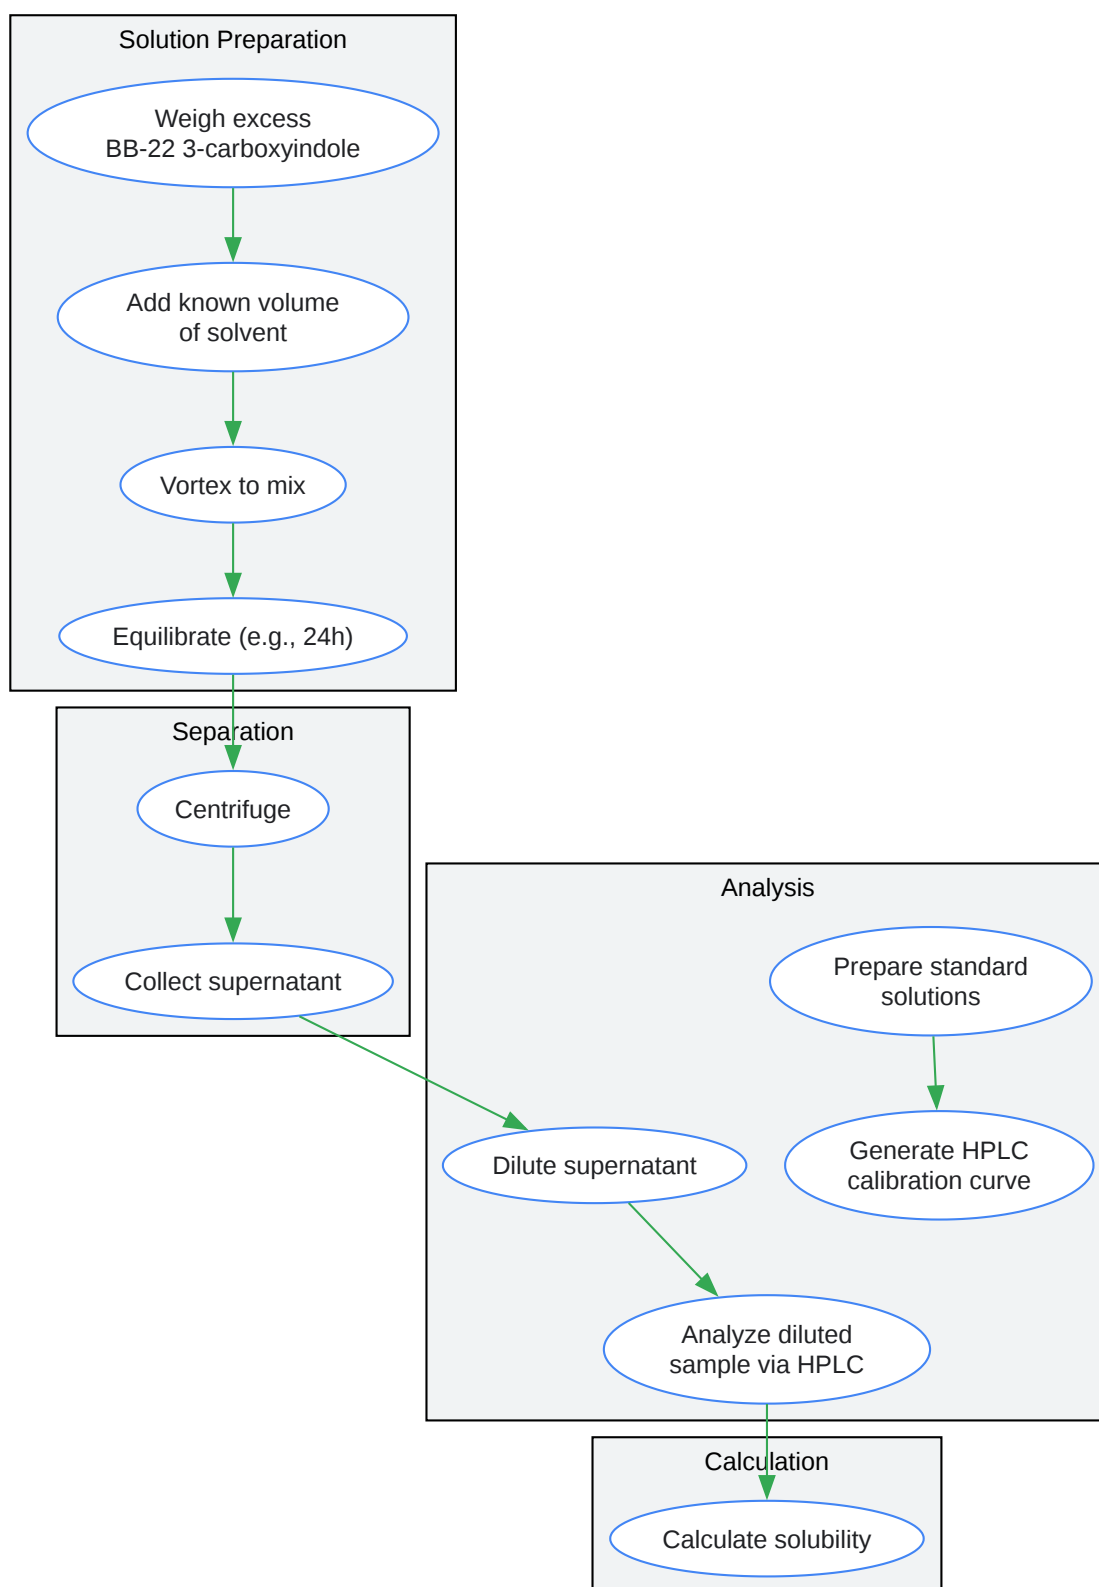 Solution Preparation
Weigh excess
BB-22 3-carboxyindole
Add known volume
of solvent
Vortex to mix
Equilibrate (e.g., 24h)
Separation
Centrifuge
Collect supernatant
Analysis
Prepare standard
solutions
Generate HPLC
calibration curve
Dilute supernatant
Analyze diluted
sample via HPLC
Calculation
Calculate solubility